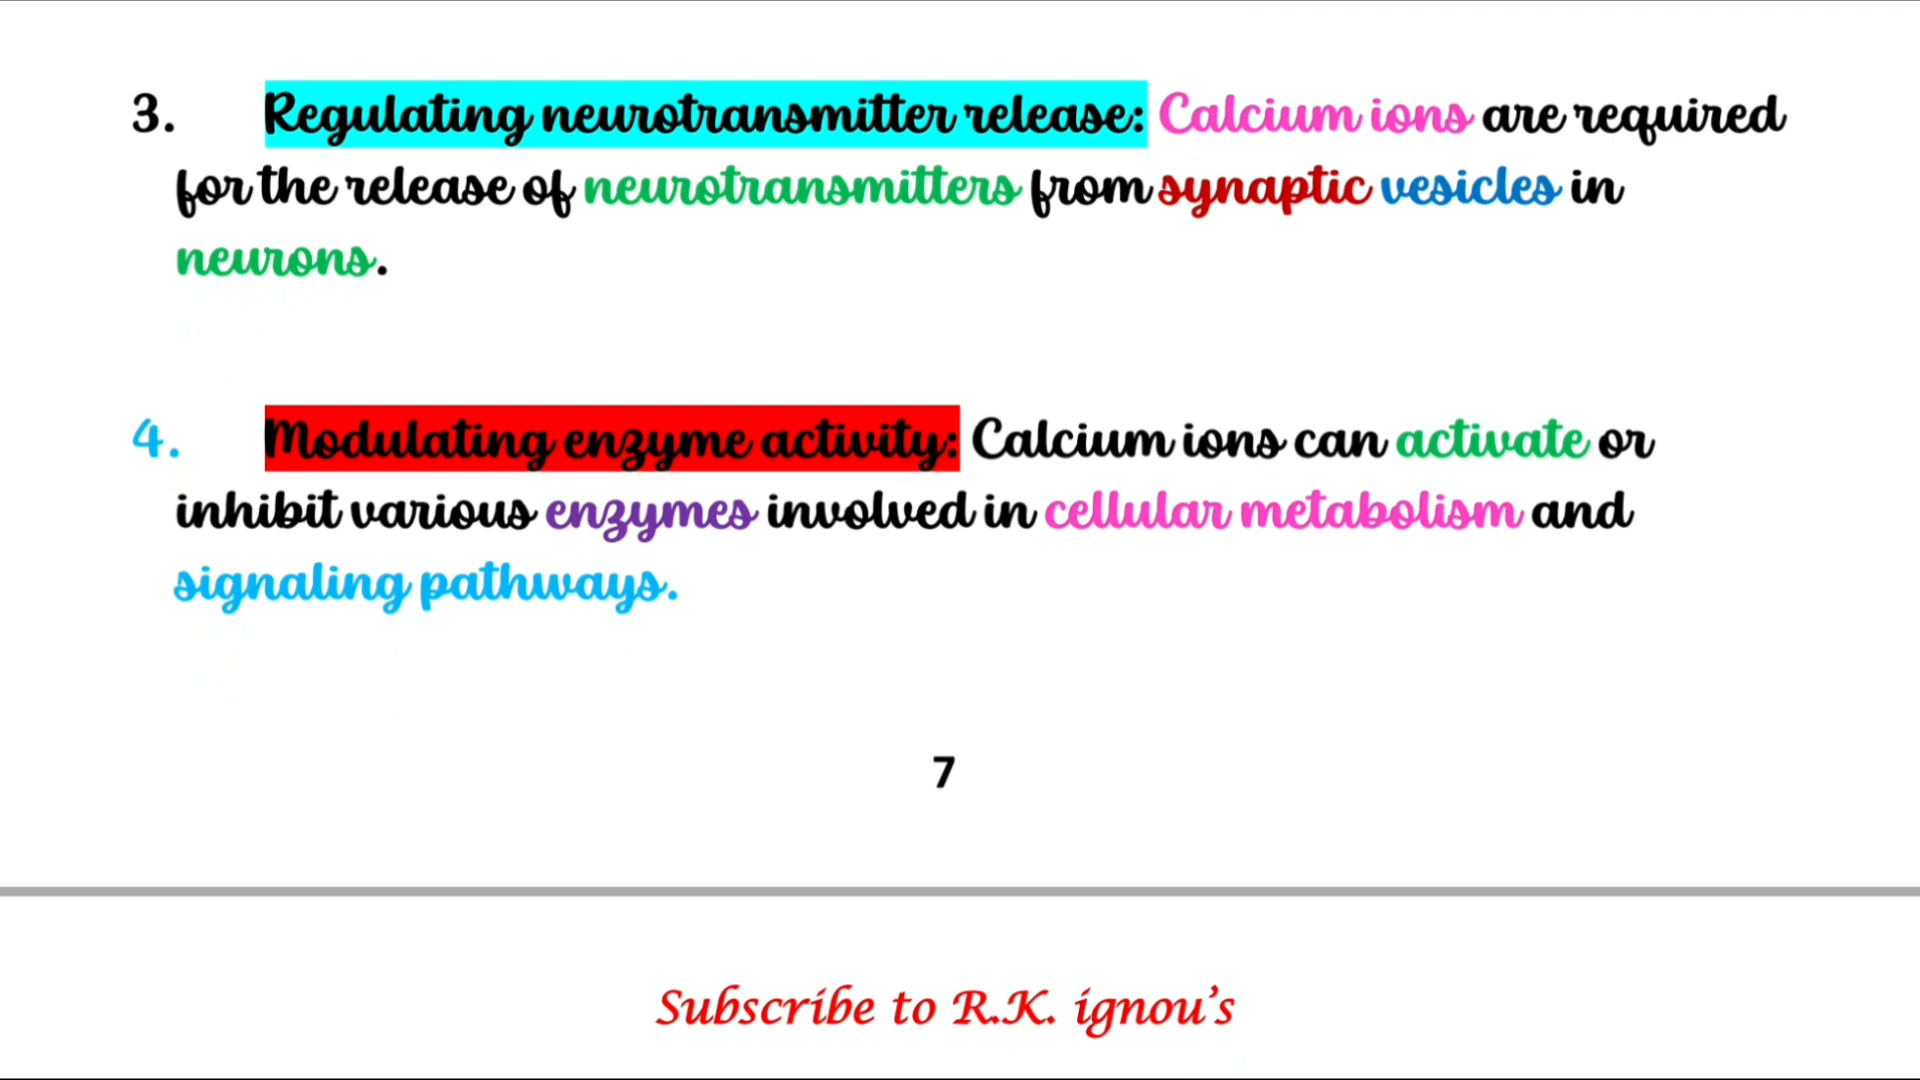 3. Regulating neurotransmitter release: Calcium ions are required
for the release of neurotransmitters from synaptic vesicles in
neurons.
4. Modulating enzyme activity: Calcium ions can activate or
inhibit various enzymes involved in cellular metabolism and
signaling pathways.
7
Subscribe to R.K. ignou's